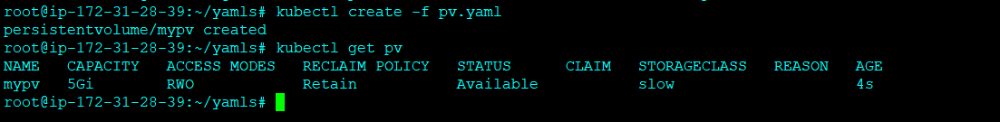 root@ip-172-31-28-39:~/yamls# kubectl create -f pv.yaml
persistentvolume/mypv created
root@ip-172-31-28-39:~/yamls# kubectl get pv
NAME   CAPACITY   ACCESS MODES   RECLAIM POLICY   STATUS      CLAIM   STORAGECLASS   REASON   AGE
mypv   5Gi        RWO            Retain           Available           slow                    4s
root@ip-172-31-28-39:~/yamls#